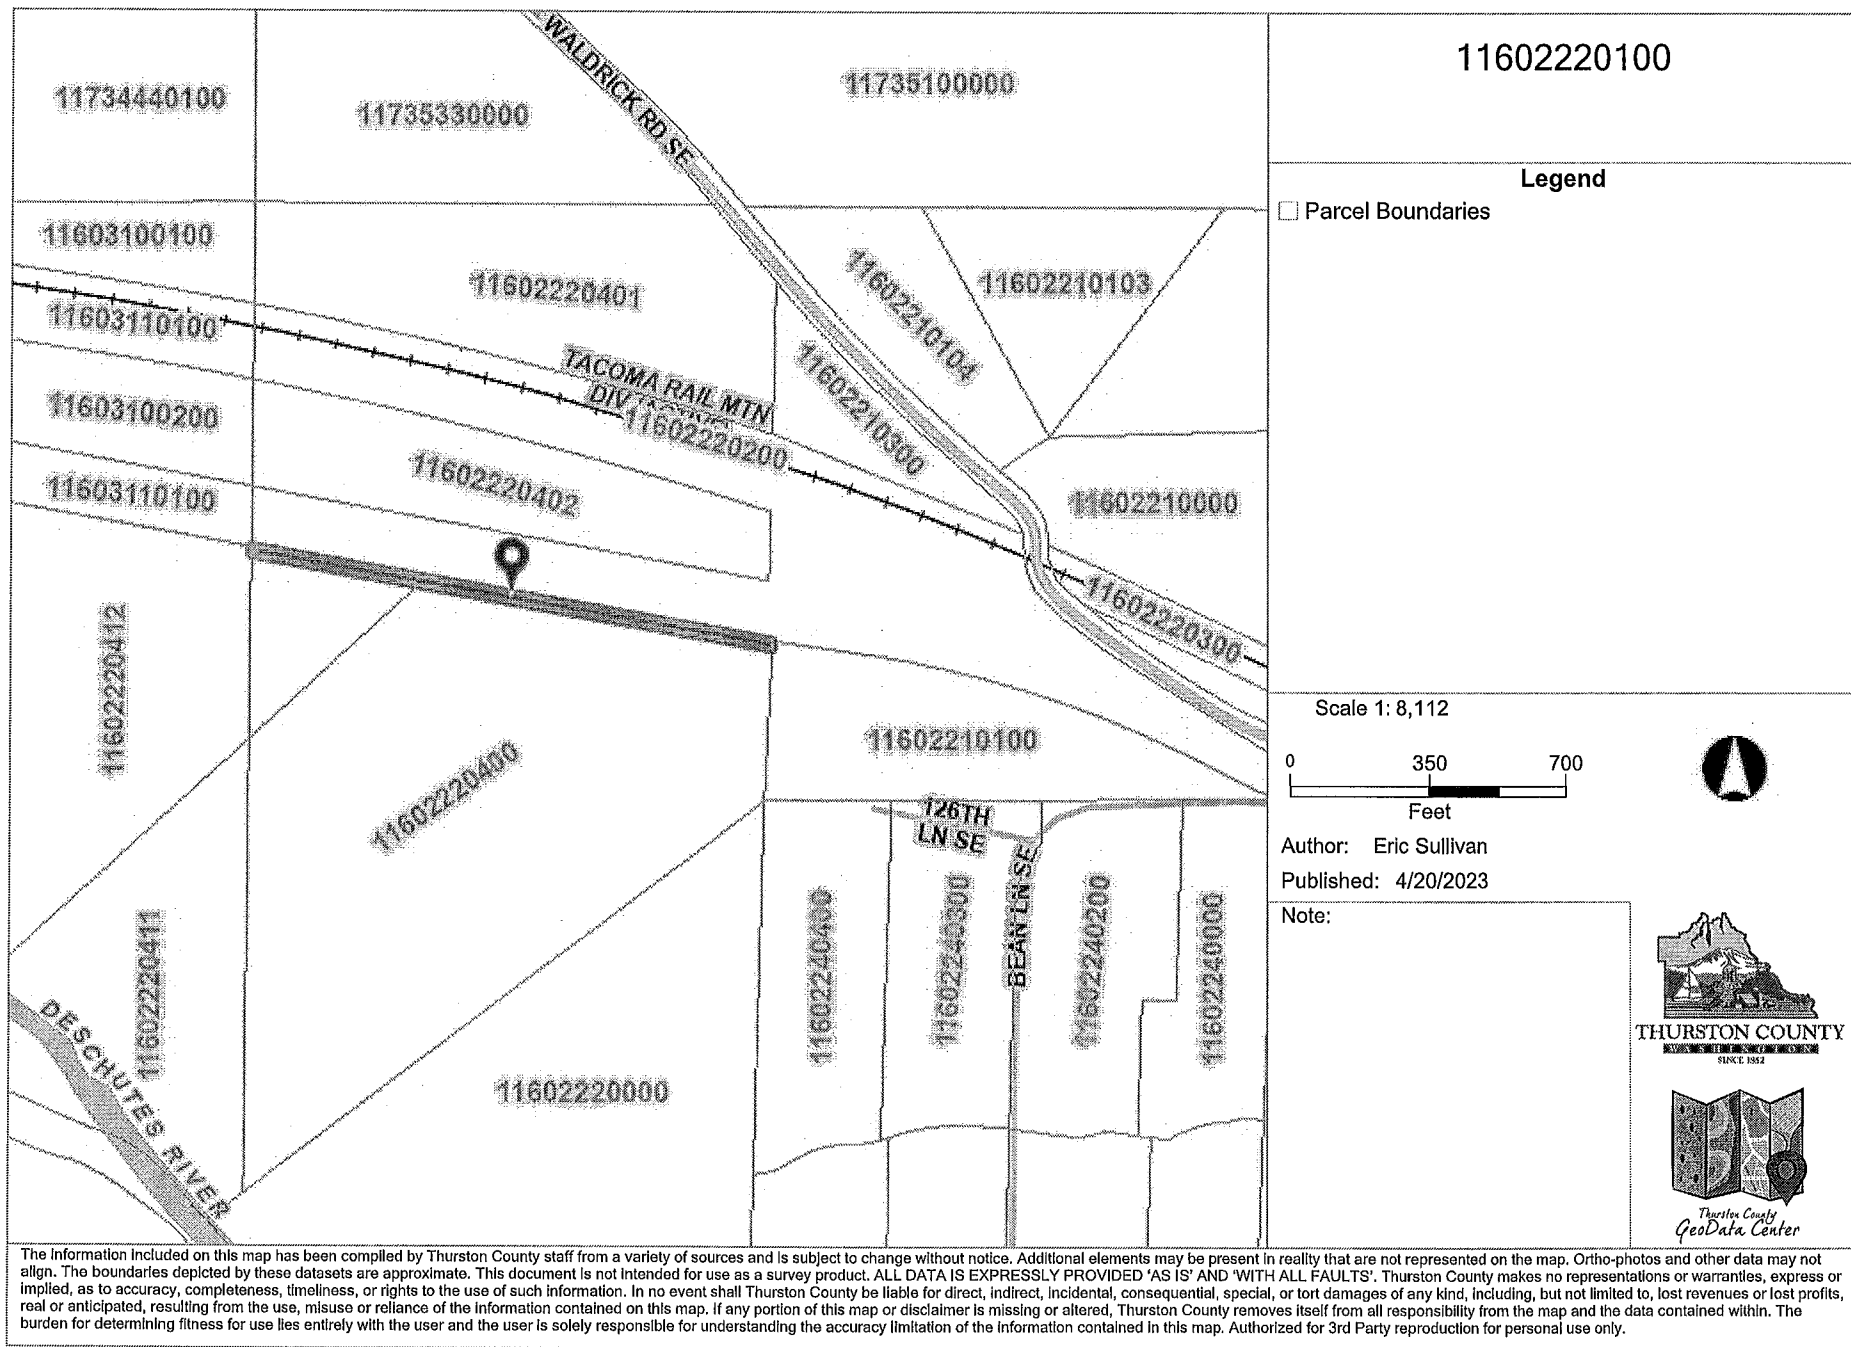 11602220100
Legend
Parcel Boundaries
WALDRICK RD SE
11734440100
11735330000
11735100000
11603100100
11602220401
11602210104
11602210103
11603110100
TACOMA RAIL MTN
DIV
11602220200
11602210300
11603100200
11602220402
11602210000
11603110100
11602220300
11602220412
11602220400
11602210100
126TH
LN SE
BEAN LN SE
11602240400
11602240300
11602240200
11602240000
11602220411
11602220000
DESCHUTES RIVER
Scale 1: 8,112
0 350 700
Feet
Author: Eric Sullivan
Published: 4/20/2023
Note:
THURSTON COUNTY
WASHINGTON
SINCE 1852
Thurston County
GeoData Center
The information included on this map has been compiled by Thurston County staff from a variety of sources and is subject to change without notice. Additional elements may be present in reality that are not represented on the map. Ortho-photos and other data may not
align. The boundaries depicted by these datasets are approximate. This document is not intended for use as a survey product. ALL DATA IS EXPRESSLY PROVIDED 'AS IS' AND 'WITH ALL FAULTS'. Thurston County makes no representations or warranties, express or
implied, as to accuracy, completeness, timeliness, or rights to the use of such information. In no event shall Thurston County be liable for direct, indirect, incidental, consequential, special, or tort damages of any kind, including, but not limited to, lost revenues or lost profits,
real or anticipated, resulting from the use, misuse or reliance of the information contained on this map. If any portion of this map or disclaimer is missing or altered, Thurston County removes itself from all responsibility from the map and the data contained within. The
burden for determining fitness for use lies entirely with the user and the user is solely responsible for understanding the accuracy limitation of the information contained in this map. Authorized for 3rd Party reproduction for personal use only.